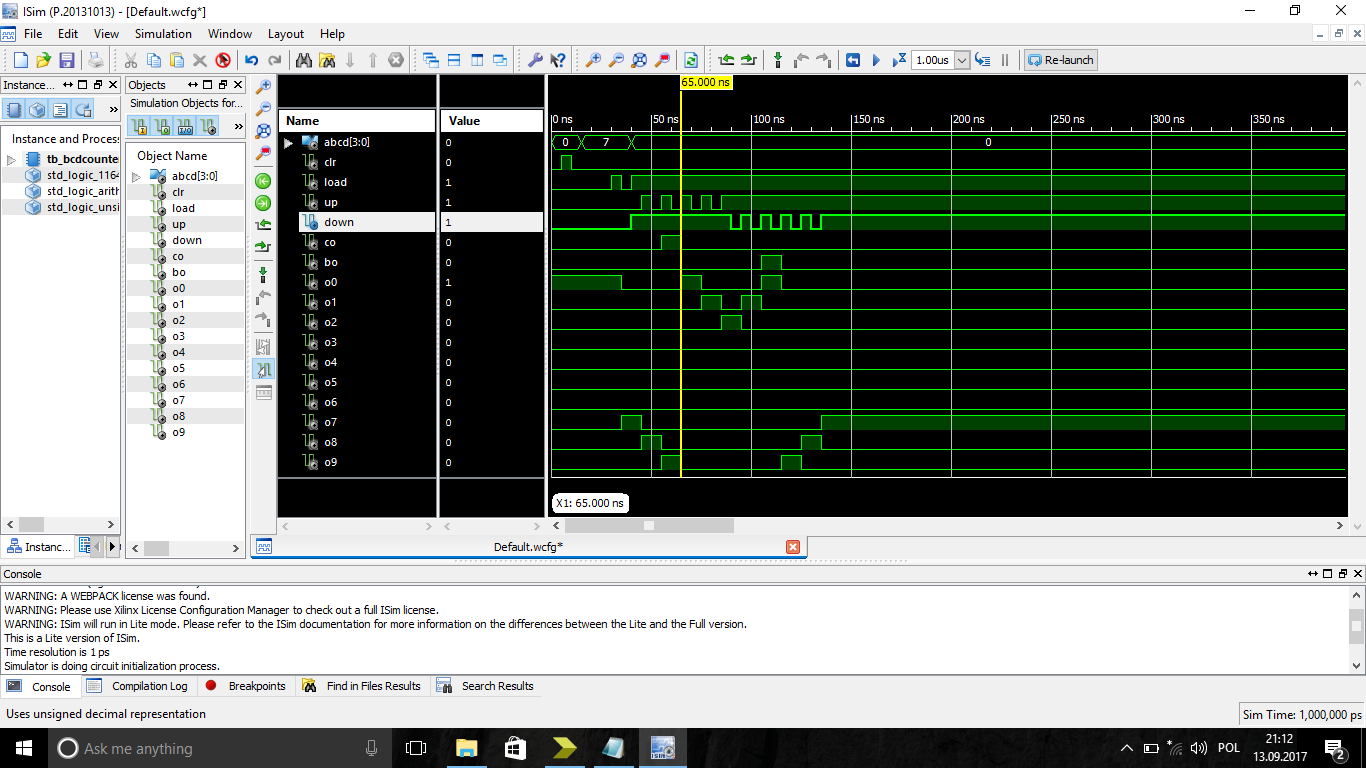 ISim (P.20131013) - [Default.wcfg*]
File Edit View Simulation Window Layout Help
1.00us Re-launch
Instance...
Instance and Process
tb_bcdcounte
std_logic_1164
std_logic_arith
std_logic_unsi
Instanc...
Objects
Simulation Objects for...
Object Name
abcd[3:0]
clr
load
up
down
co
bo
o0
o1
o2
o3
o4
o5
o6
o7
o8
o9
65.000 ns
Name Value
0 ns 50 ns 100 ns 150 ns 200 ns 250 ns 300 ns 350 ns
abcd[3:0] 0 0 7 0
clr 0
load 1
up 1
down 1
co 0
bo 0
o0 1
o1 0
o2 0
o3 0
o4 0
o5 0
o6 0
o7 0
o8 0
o9 0
X1: 65.000 ns
Default.wcfg*
Console
WARNING: A WEBPACK license was found.
WARNING: Please use Xilinx License Configuration Manager to check out a full ISim license.
WARNING: ISim will run in Lite mode. Please refer to the ISim documentation for more information on the differences between the Lite and the Full version.
This is a Lite version of ISim.
Time resolution is 1 ps
Simulator is doing circuit initialization process.
Console Compilation Log Breakpoints Find in Files Results Search Results
Uses unsigned decimal representation
Sim Time: 1,000,000 ps
Ask me anything
ISim
POL
21:12
13.09.2017
2